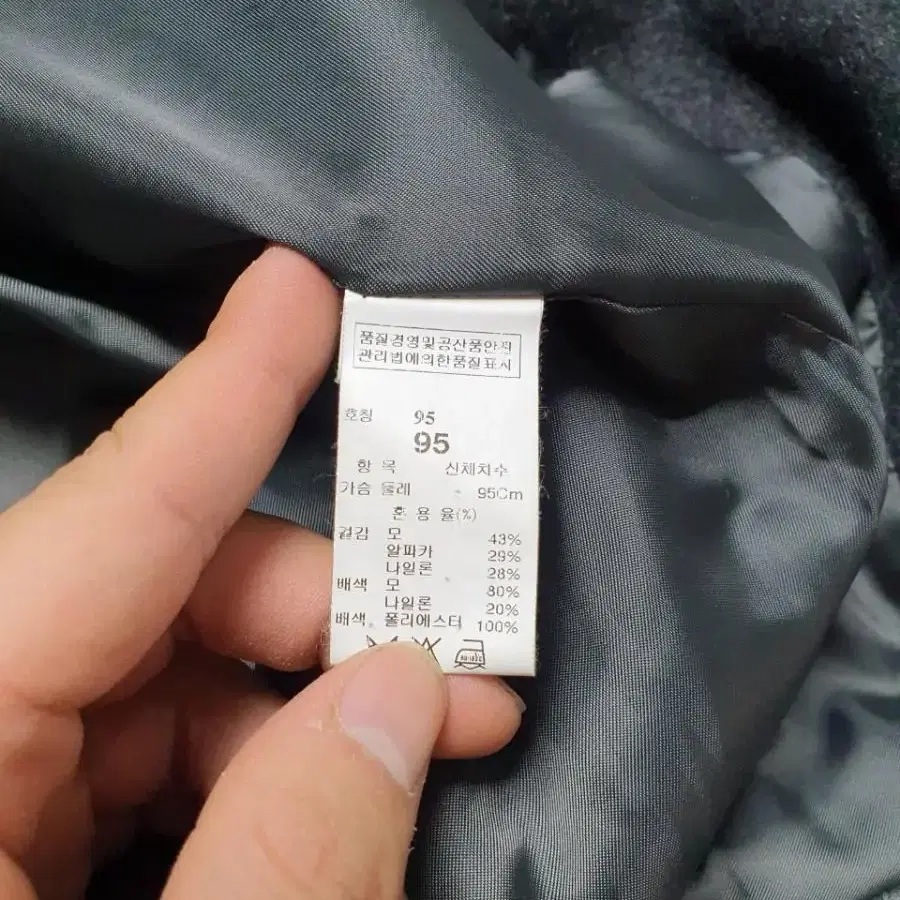 품질경영및공산품안전
관리법에의한품질표시
호칭 95
95
항 목 신체치수
가슴 둘레 95Cm
혼 용 율(%)
겉감 모 43%
알파카 29%
나일론 28%
배색 모 80%
나일론 20%
배색. 폴리에스터 100%